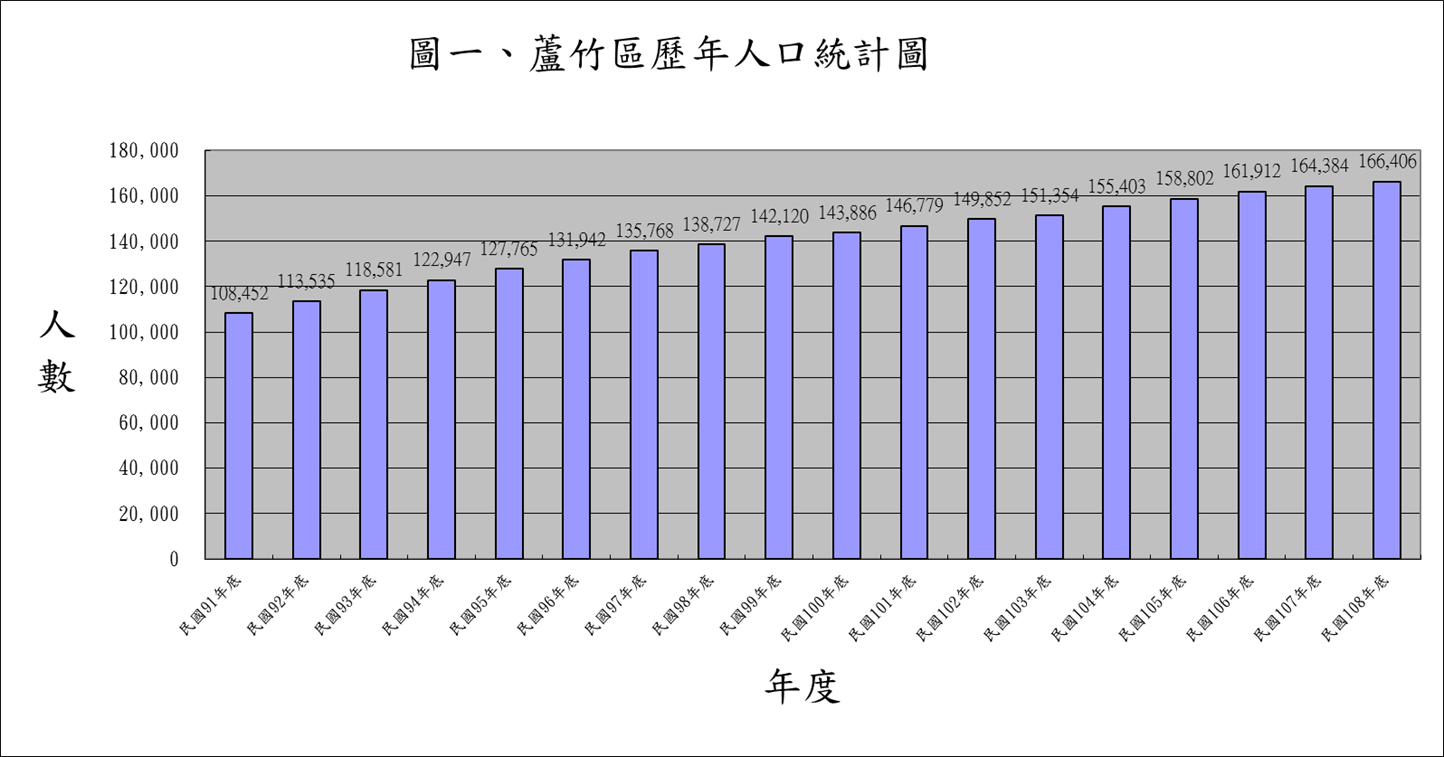 圖一、蘆竹區歷年人口統計圖
180,000
160,000
140,000
120,000
100,000
80,000
60,000
40,000
20,000
0
人
數
108,452
113,535
118,581
122,947
127,765
131,942
135,768
138,727
142,120
143,886
146,779
149,852
151,354
155,403
158,802
161,912
164,384
166,406
民國91年底
民國92年底
民國93年底
民國94年底
民國95年底
民國96年底
民國97年底
民國98年底
民國99年底
民國100年底
民國101年底
民國102年底
民國103年底
民國104年底
民國105年底
民國106年底
民國107年底
民國108年底
年度